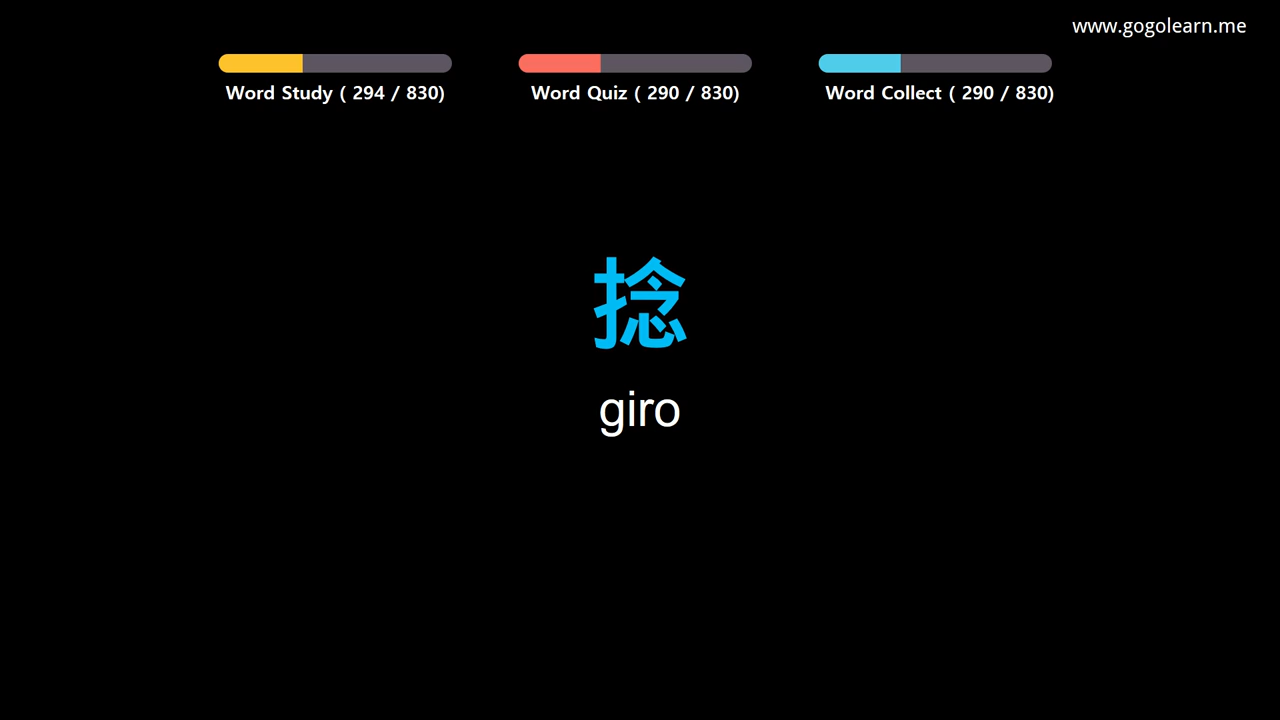 www.gogolearn.me
Word Study ( 294 / 830)
Word Quiz ( 290 / 830)
Word Collect ( 290 / 830)
捻
giro